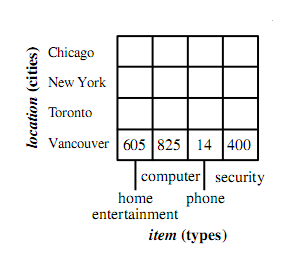 location (cities)
Chicago
New York
Toronto
Vancouver 605 825 14 400
computer security
home phone
entertainment
item (types)